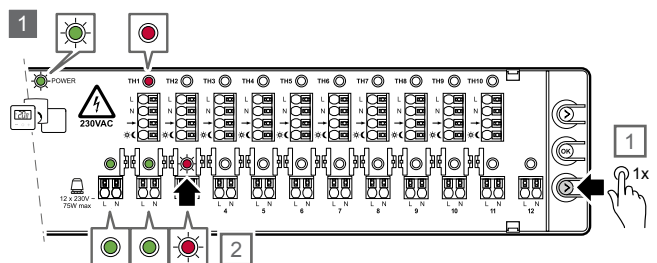 1
POWER
TH1 TH2 TH3 TH4 TH5 TH6 TH7 TH8 TH9 TH10
230VAC
L
N
L
N
L
N
L
N
L
N
L
N
L
N
L
N
L
N
L
N
OK
1
1x
12 x 230V ~
75W max
L N L N L N L N L N L N L N L N L N L N L N
4 5 6 7 8 9 10 11 12
2